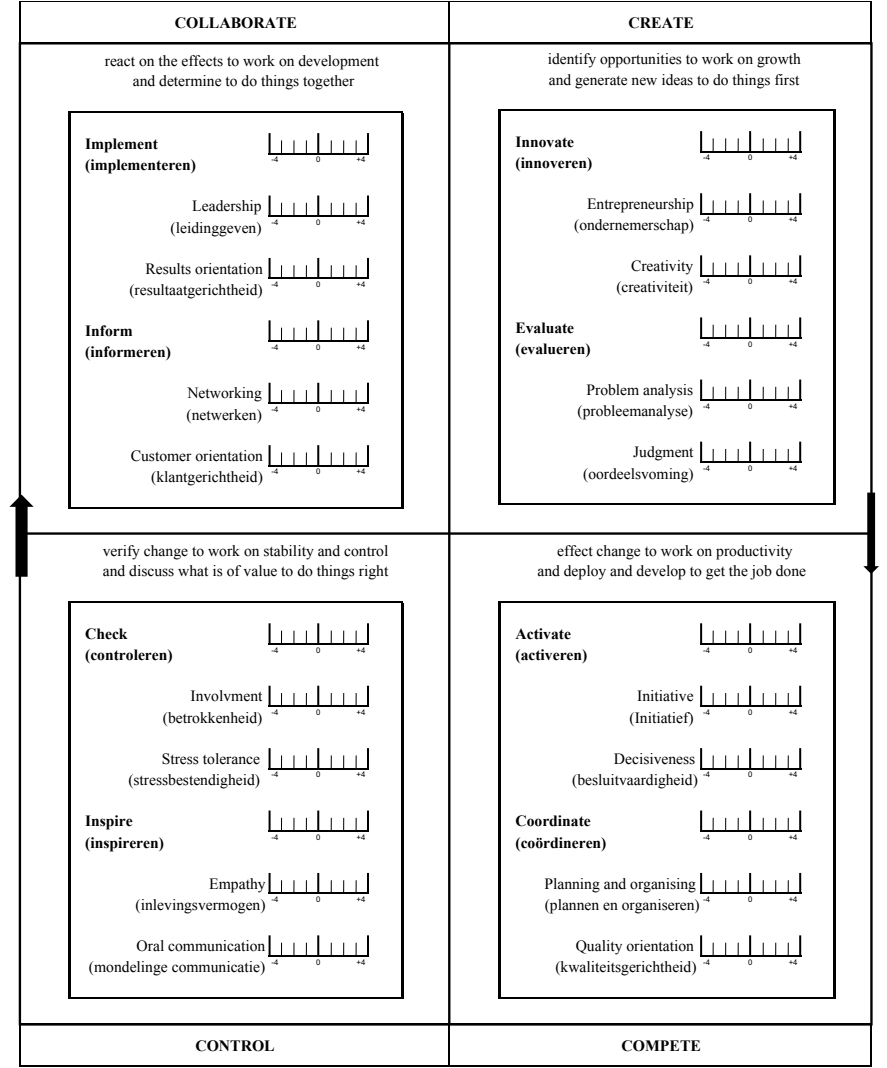 COLLABORATE
CREATE
react on the effects to work on development
and determine to do things together
identify opportunities to work on growth
and generate new ideas to do things first
Implement
(implementeren)
-4 0 +4
Leadership
(leidinggeven)
-4 0 +4
Results orientation
(resultaatgerichtheid)
-4 0 +4
Inform
(informeren)
-4 0 +4
Networking
(netwerken)
-4 0 +4
Customer orientation
(klantgerichtheid)
-4 0 +4
Innovate
(innoveren)
-4 0 +4
Entrepreneurship
(ondernemerschap)
-4 0 +4
Creativity
(creativiteit)
-4 0 +4
Evaluate
(evalueren)
-4 0 +4
Problem analysis
(probleemanalyse)
-4 0 +4
Judgment
(oordeelsvoming)
-4 0 +4
verify change to work on stability and control
and discuss what is of value to do things right
effect change to work on productivity
and deploy and develop to get the job done
Check
(controleren)
-4 0 +4
Involvment
(betrokkenheid)
-4 0 +4
Stress tolerance
(stressbestendigheid)
-4 0 +4
Inspire
(inspireren)
-4 0 +4
Empathy
(inlevingsvermogen)
-4 0 +4
Oral communication
(mondelinge communicatie)
-4 0 +4
Activate
(activeren)
-4 0 +4
Initiative
(Initiatief)
-4 0 +4
Decisiveness
(besluitvaardigheid)
-4 0 +4
Coordinate
(coördineren)
-4 0 +4
Planning and organising
(plannen en organiseren)
-4 0 +4
Quality orientation
(kwaliteitsgerichtheid)
-4 0 +4
CONTROL
COMPETE